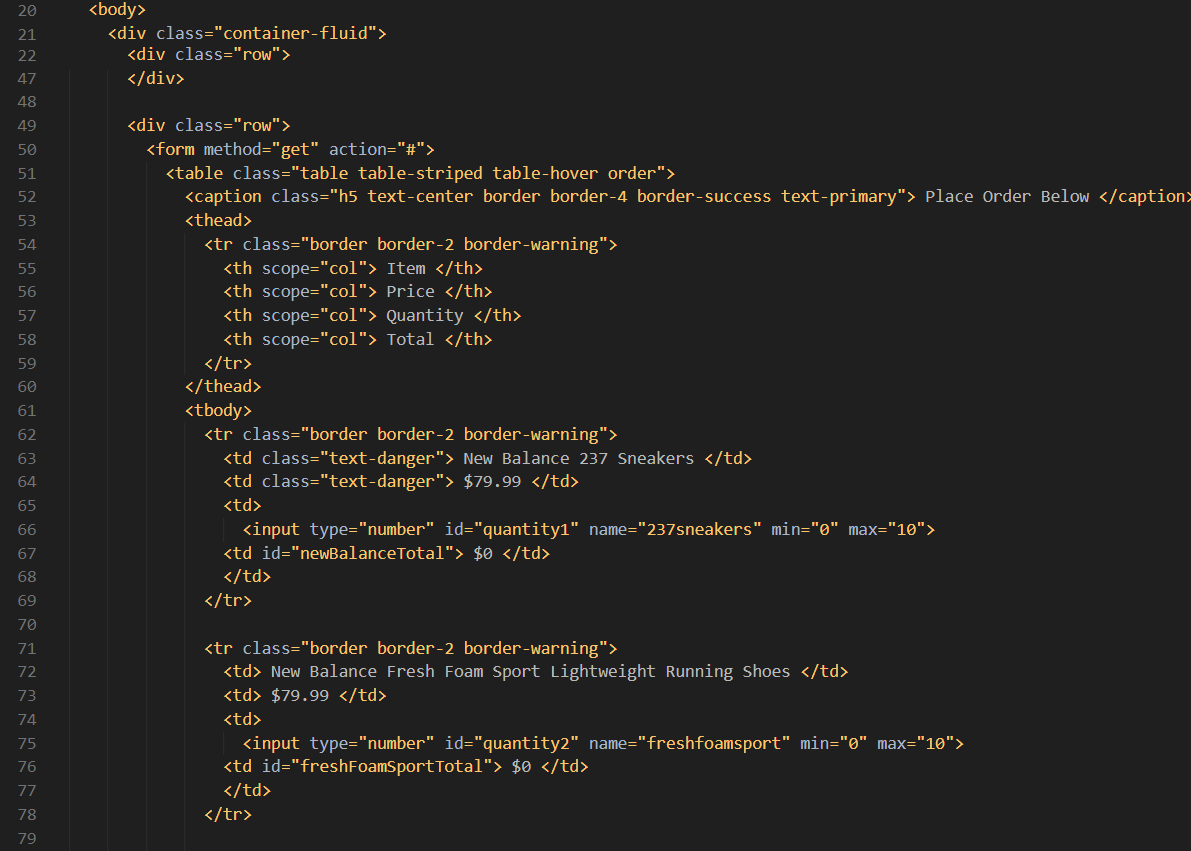 20 <body>
21 <div class="container-fluid">
22 <div class="row">
47 </div>
48
49 <div class="row">
50 <form method="get" action="#">
51 <table class="table table-striped table-hover order">
52 <caption class="h5 text-center border border-4 border-success text-primary"> Place Order Below </caption>
53 <thead>
54 <tr class="border border-2 border-warning">
55 <th scope="col"> Item </th>
56 <th scope="col"> Price </th>
57 <th scope="col"> Quantity </th>
58 <th scope="col"> Total </th>
59 </tr>
60 </thead>
61 <tbody>
62 <tr class="border border-2 border-warning">
63 <td class="text-danger"> New Balance 237 Sneakers </td>
64 <td class="text-danger"> $79.99 </td>
65 <td>
66 <input type="number" id="quantity1" name="237sneakers" min="0" max="10">
67 <td id="newBalanceTotal"> $0 </td>
68 </td>
69 </tr>
70
71 <tr class="border border-2 border-warning">
72 <td> New Balance Fresh Foam Sport Lightweight Running Shoes </td>
73 <td> $79.99 </td>
74 <td>
75 <input type="number" id="quantity2" name="freshfoamsport" min="0" max="10">
76 <td id="freshFoamSportTotal"> $0 </td>
77 </td>
78 </tr>
79